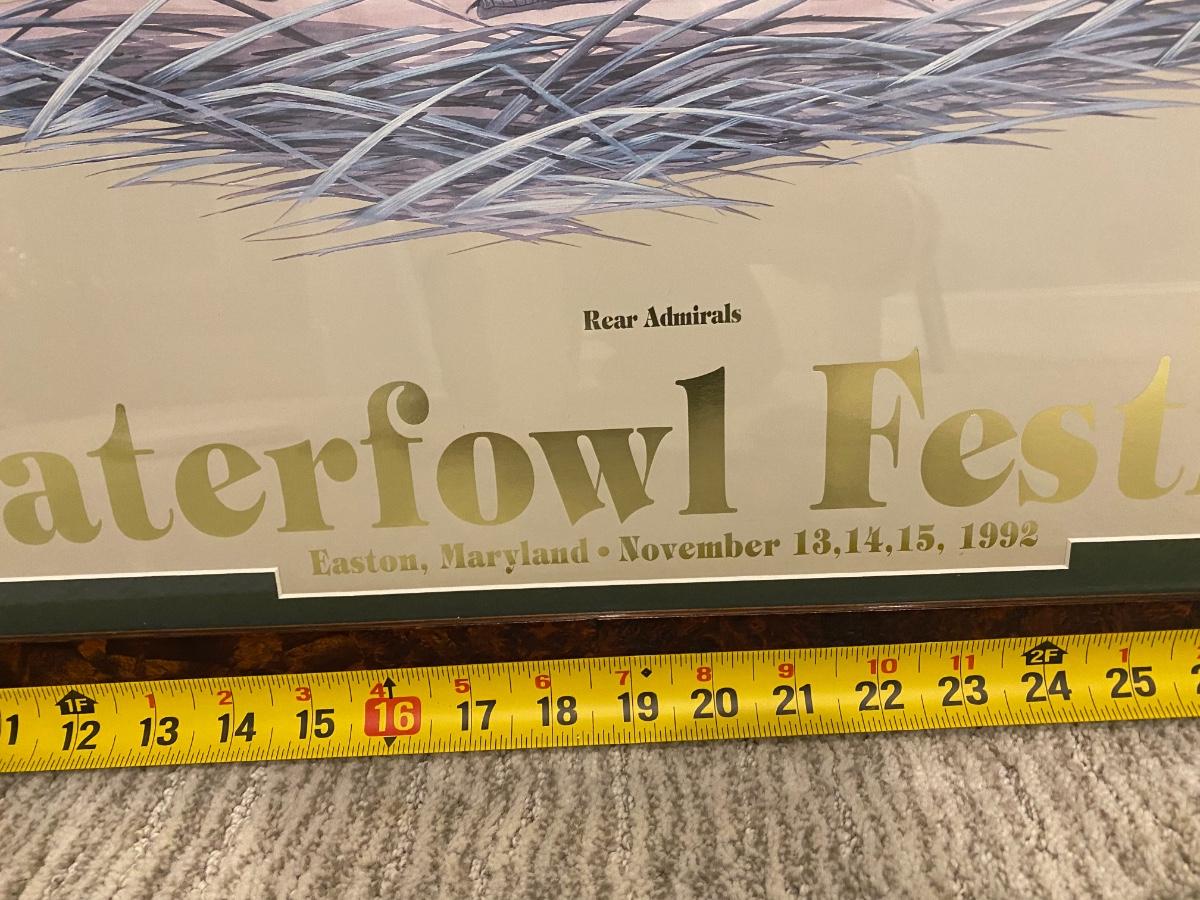 Rear Admirals
aterfowl Fest
Easton, Maryland • November 13,14,15, 1992
1F 1 2 3 4 5 6 7 8 9 10 11 2F 1
11 12 13 14 15 16 17 18 19 20 21 22 23 24 25